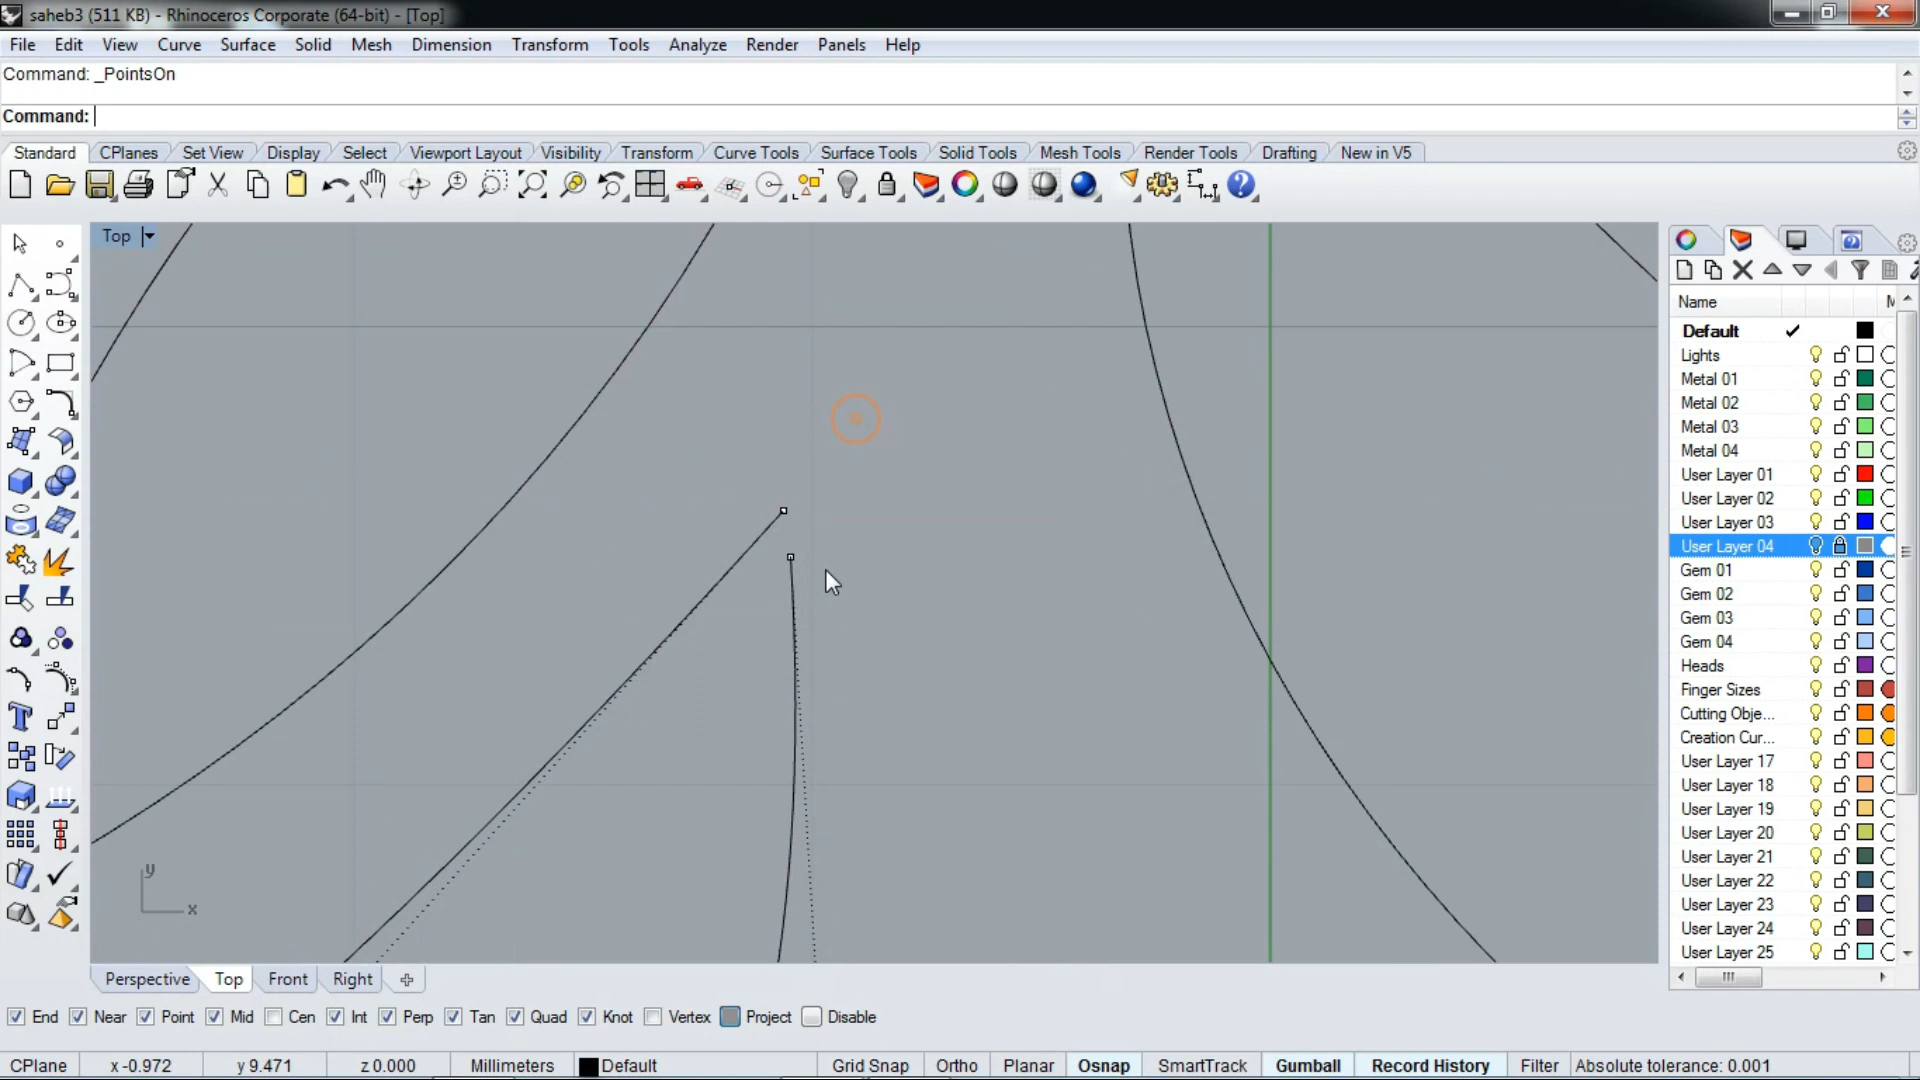 saheb3 (511 KB) - Rhinoceros Corporate (64-bit) - [Top]
File Edit View Curve Surface Solid Mesh Dimension Transform Tools Analyze Render Panels Help
Command: _PointsOn
Command:
Standard CPlanes Set View Display Select Viewport Layout Visibility Transform Curve Tools Surface Tools Solid Tools Mesh Tools Render Tools Drafting New in V5
Top
Name M
Default
Lights
Metal 01
Metal 02
Metal 03
Metal 04
User Layer 01
User Layer 02
User Layer 03
User Layer 04
Gem 01
Gem 02
Gem 03
Gem 04
Heads
Finger Sizes
Cutting Obje...
Creation Cur...
User Layer 17
User Layer 18
User Layer 19
User Layer 20
User Layer 21
User Layer 22
User Layer 23
User Layer 24
User Layer 25
y
x
Perspective Top Front Right
End Near Point Mid Cen Int Perp Tan Quad Knot Vertex Project Disable
CPlane x -0.972 y 9.471 z 0.000 Millimeters Default Grid Snap Ortho Planar Osnap SmartTrack Gumball Record History Filter Absolute tolerance: 0.001